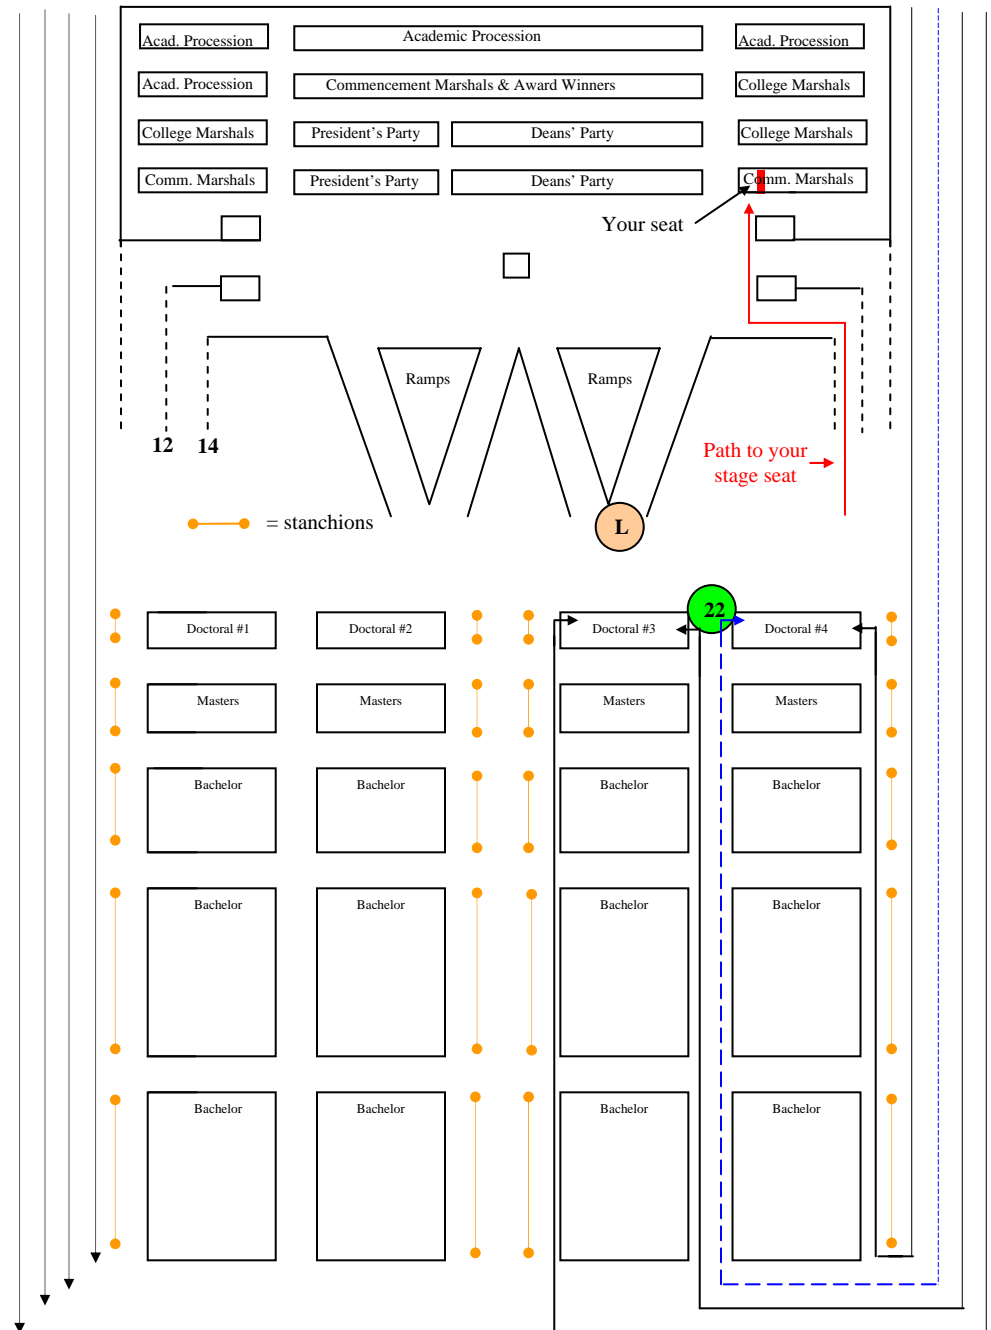 Acad. Procession
Academic Procession
Acad. Procession
Acad. Procession
Commencement Marshals & Award Winners
College Marshals
College Marshals
President's Party
Deans' Party
College Marshals
Comm. Marshals
President's Party
Deans' Party
Comm. Marshals
Your seat
Ramps
Ramps
12
14
Path to your
stage seat
= stanchions
L
22
Doctoral #1
Doctoral #2
Doctoral #3
Doctoral #4
Masters
Masters
Masters
Masters
Bachelor
Bachelor
Bachelor
Bachelor
Bachelor
Bachelor
Bachelor
Bachelor
Bachelor
Bachelor
Bachelor
Bachelor